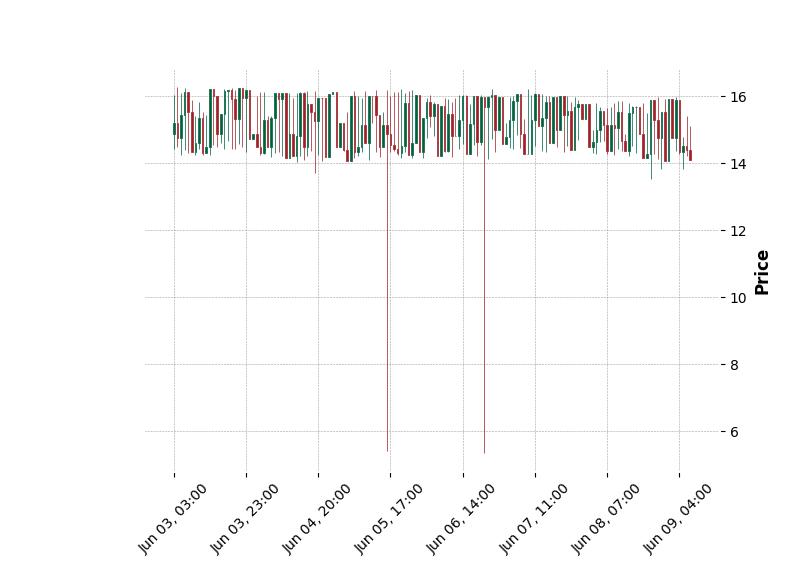 16
14
12
10
8
6
Price
Jun 03, 03:00
Jun 03, 23:00
Jun 04, 20:00
Jun 05, 17:00
Jun 06, 14:00
Jun 07, 11:00
Jun 08, 07:00
Jun 09, 04:00